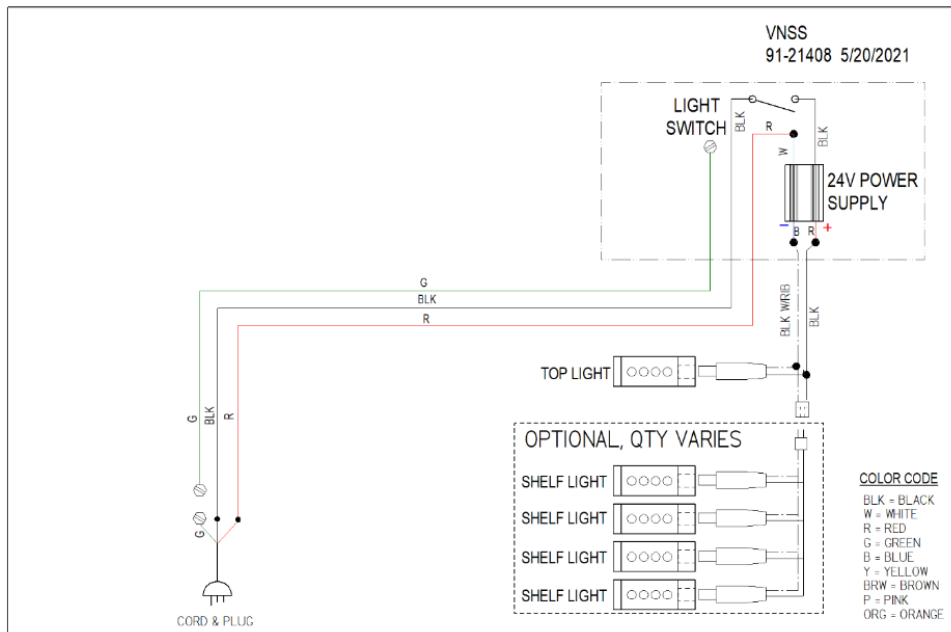 VNSS
91-21408 5/20/2021
LIGHT
SWITCH
BLK
R
BLK
W
24V POWER
SUPPLY
–
B
R
+
G
BLK
R
BLK W/RIB
BLK
TOP LIGHT
G
BLK
R
OPTIONAL, QTY VARIES
SHELF LIGHT
SHELF LIGHT
SHELF LIGHT
SHELF LIGHT
G
CORD & PLUG
COLOR CODE
BLK = BLACK
W = WHITE
R = RED
G = GREEN
B = BLUE
Y = YELLOW
BRW = BROWN
P = PINK
ORG = ORANGE